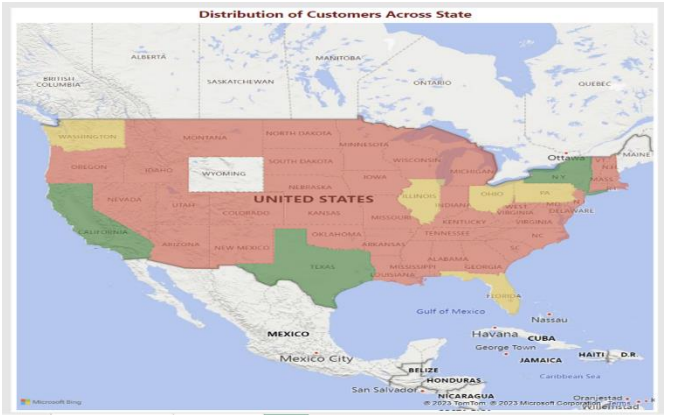 Distribution of Customers Across State
ALBERTA
MANITOBA
BRITISH
COLUMBIA
SASKATCHEWAN
ONTARIO
QUEBEC
WASHINGTON
MONTANA
NORTH DAKOTA
MINNESOTA
Ottawa
MAINE
OREGON
IDAHO
WYOMING
SOUTH DAKOTA
WISCONSIN
MICHIGAN
N.Y.
VT
N.H.
MASS
NEVADA
UTAH
COLORADO
NEBRASKA
IOWA
ILLINOIS
INDIANA
OHIO
PA.
N.J.
UNITED STATES
KANSAS
MISSOURI
KENTUCKY
WEST
VIRGINIA
VIRGINIA
MD.
DELAWARE
CALIFORNIA
ARIZONA
NEW MEXICO
OKLAHOMA
ARKANSAS
TENNESSEE
NC
SC
TEXAS
LOUISIANA
MISSISSIPPI
ALABAMA
GEORGIA
FLORIDA
Gulf of Mexico
Nassau
MEXICO
Havana
CUBA
George Town
Mexico City
JAMAICA
HAITI
D.R.
BELIZE
HONDURAS
Caribbean Sea
San Salvador
NICARAGUA
Oranjestad
Microsoft Bing
© 2023 TomTom, © 2023 Microsoft Corporation Terms
Willemstad